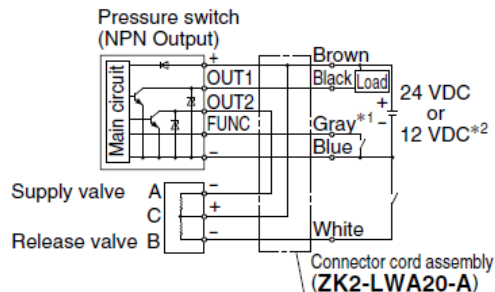 Pressure switch
(NPN Output)
Main circuit
+
OUT1
OUT2
FUNC
–
Brown
Black
Load
Gray*1
Blue
+
–
24 VDC
or
12 VDC*2
Supply valve A –
C +
Release valve B –
White
Connector cord assembly
(ZK2-LWA20-A)